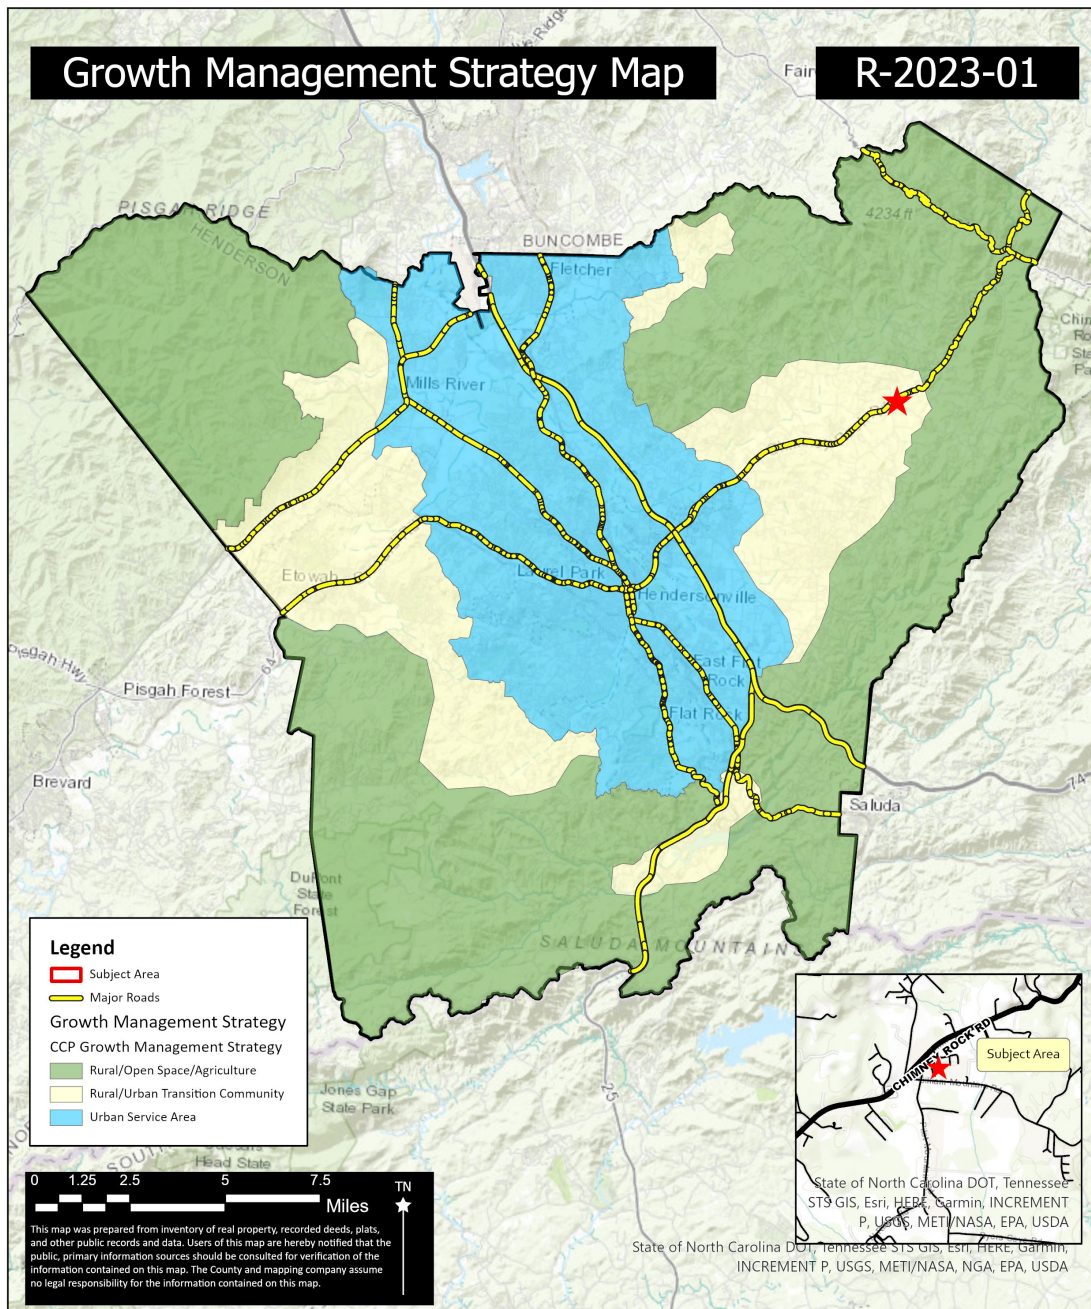 Growth Management Strategy Map
R-2023-01
PISGAH RIDGE
HENDERSON
4234 ft
BUNCOMBE
Fletcher
Mills River
Etowah
Laurel Park
Hendersonville
Pisgah Hwy
64
Pisgah Forest
East Flat
Rock
Flat Rock
Brevard
74
Saluda
DuPont
State
Forest
SALUDA MOUNTAINS
Legend
Subject Area
Major Roads
Growth Management Strategy
CCP Growth Management Strategy
Rural/Open Space/Agriculture
Rural/Urban Transition Community
Urban Service Area
Jones Gap
State Park
25
Head State
CHIMNEY ROCK RD
Subject Area
State of North Carolina DOT, Tennessee
STS GIS, Esri, HERE, Garmin, INCREMENT
P, USGS, METI/NASA, EPA, USDA
State of North Carolina DOT, Tennessee STS GIS, Esri, HERE, Garmin,
INCREMENT P, USGS, METI/NASA, NGA, EPA, USDA
0 1.25 2.5 5 7.5
Miles
TN
This map was prepared from inventory of real property, recorded deeds, plats,
and other public records and data. Users of this map are hereby notified that the
public, primary information sources should be consulted for verification of the
information contained on this map. The County and mapping company assume
no legal responsibility for the information contained on this map.